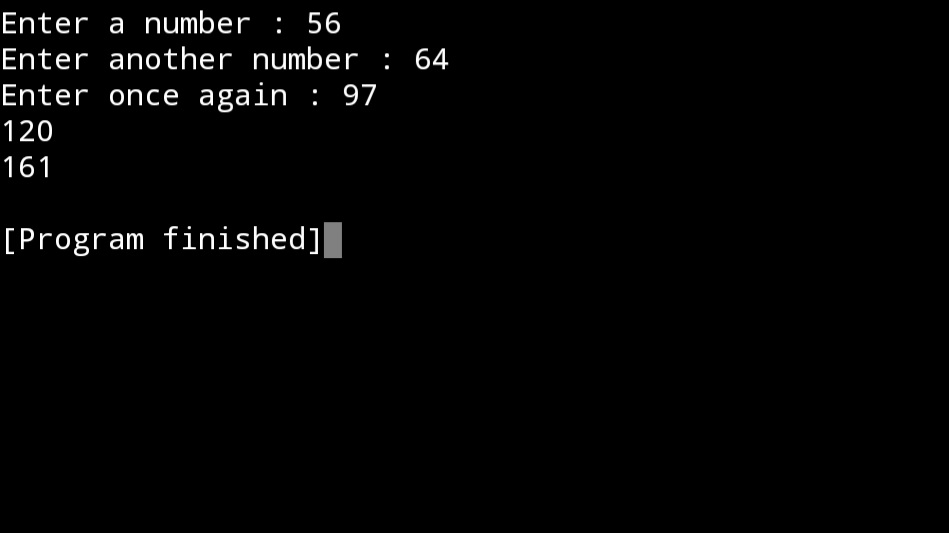 Enter a number : 56
Enter another number : 64
Enter once again : 97
120
161
[Program finished]